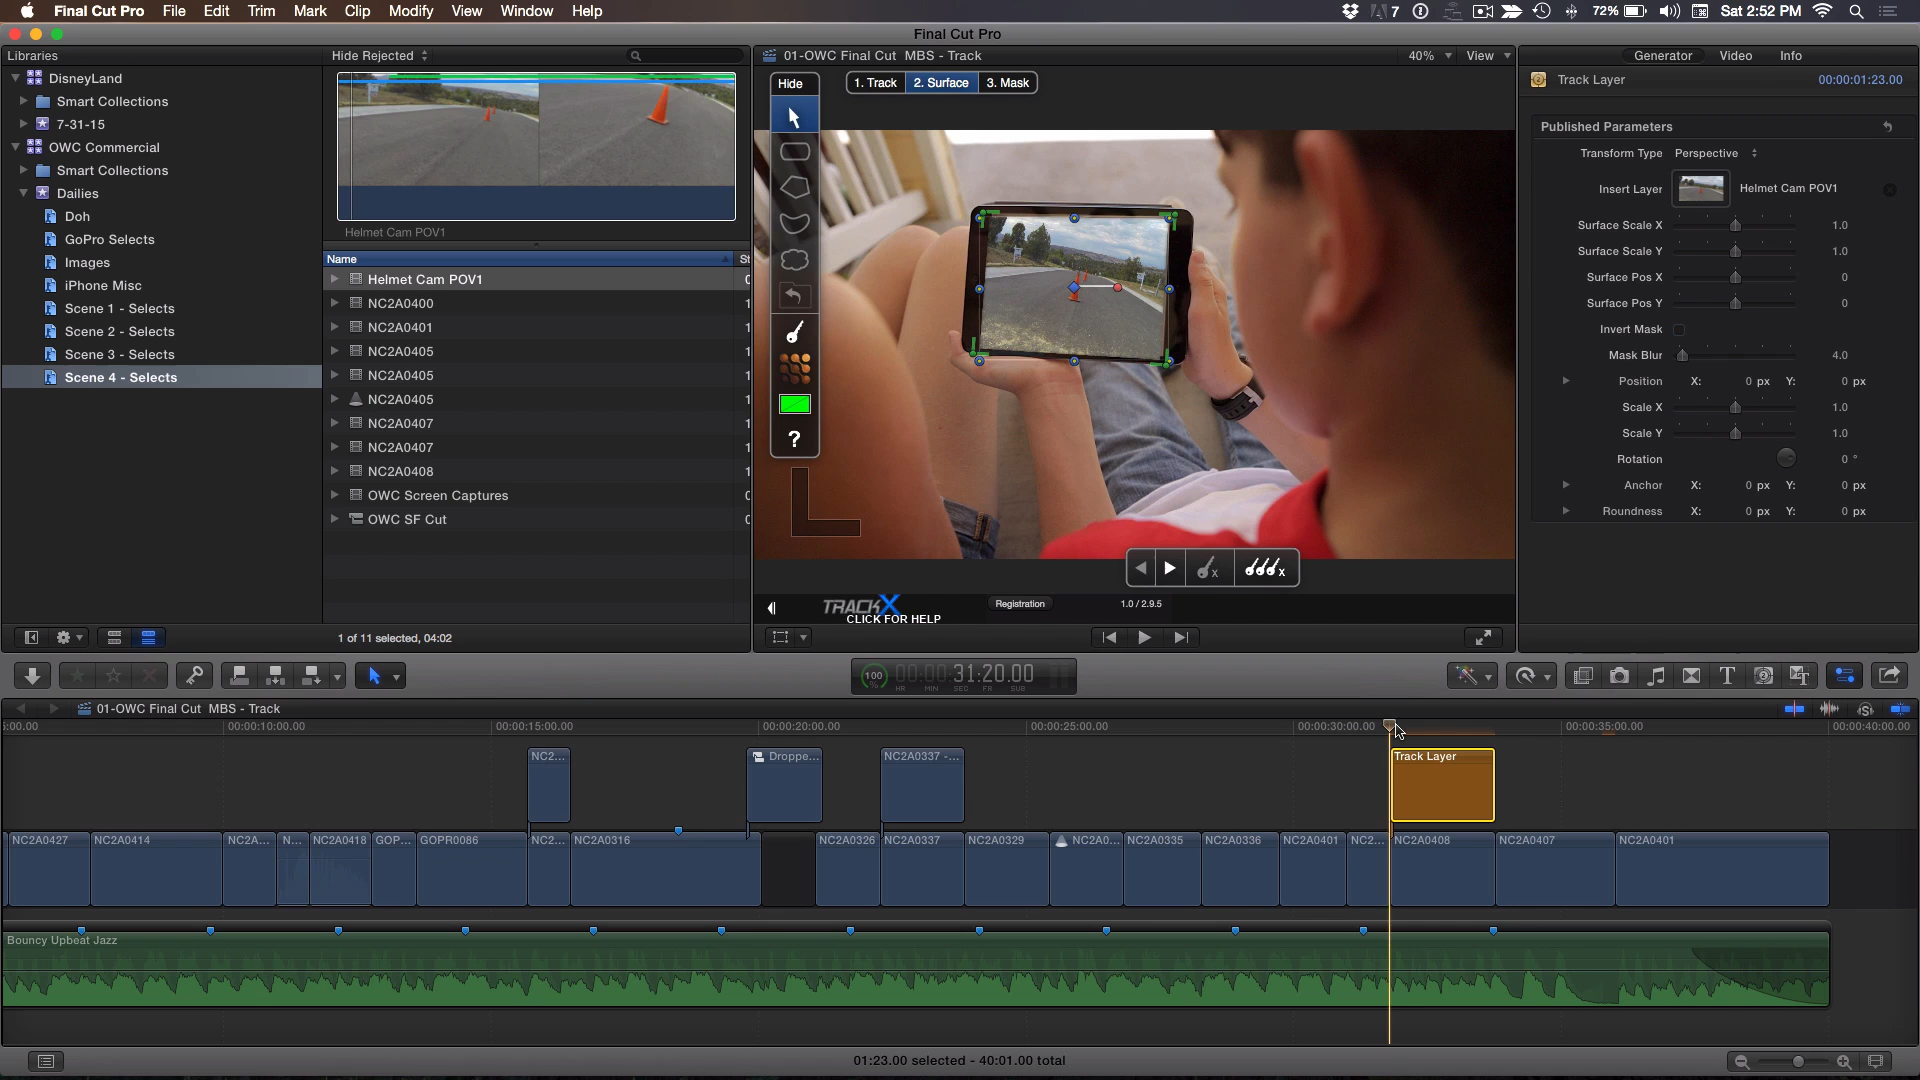 Final Cut Pro File Edit Trim Mark Clip Modify View Window Help 7 72% Sat 2:52 PM
Final Cut Pro
Libraries Hide Rejected 01-OWC Final Cut MBS - Track 40% View Generator Video Info
DisneyLand
Smart Collections
7-31-15
OWC Commercial
Smart Collections
Dailies
Doh
GoPro Selects
Images
iPhone Misc
Scene 1 - Selects
Scene 2 - Selects
Scene 3 - Selects
Scene 4 - Selects
Helmet Cam POV1
Name St
Helmet Cam POV1
NC2A0400
NC2A0401
NC2A0405
NC2A0405
NC2A0405
NC2A0407
NC2A0407
NC2A0408
OWC Screen Captures
OWC SF Cut
1 of 11 selected, 04:02
Hide 1. Track 2. Surface 3. Mask
?
TRACKX Registration 1.0 / 2.9.5
CLICK FOR HELP
Track Layer 00:00:01:23.00
Published Parameters
Transform Type Perspective
Insert Layer Helmet Cam POV1
Surface Scale X 1.0
Surface Scale Y 1.0
Surface Pos X 0
Surface Pos Y 0
Invert Mask
Mask Blur 4.0
Position X: 0 px Y: 0 px
Scale X 1.0
Scale Y 1.0
Rotation 0 °
Anchor X: 0 px Y: 0 px
Roundness X: 0 px Y: 0 px
100 % 00:00:31:20.00
HR MIN SEC FR SUB
01-OWC Final Cut MBS - Track
5:00.00 00:00:10:00.00 00:00:15:00.00 00:00:20:00.00 00:00:25:00.00 00:00:30:00.00 00:00:35:00.00 00:00:40:00.00
NC2... Droppe... NC2A0337 -... Track Layer
NC2A0427 NC2A0414 NC2A... N... NC2A0418 GOP... GOPR0086 NC2... NC2A0316 NC2A0326 NC2A0337 NC2A0329 NC2A0... NC2A0335 NC2A0336 NC2A0401 NC2... NC2A0408 NC2A0407 NC2A0401
Bouncy Upbeat Jazz
01:23.00 selected - 40:01.00 total